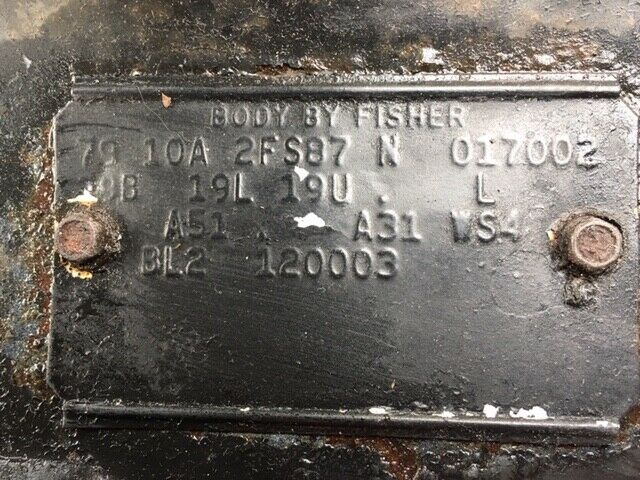 BODY BY FISHER
79 10A 2FS87 N 017002
19L 19U . L
A51 A31 WS4
BL2 120003